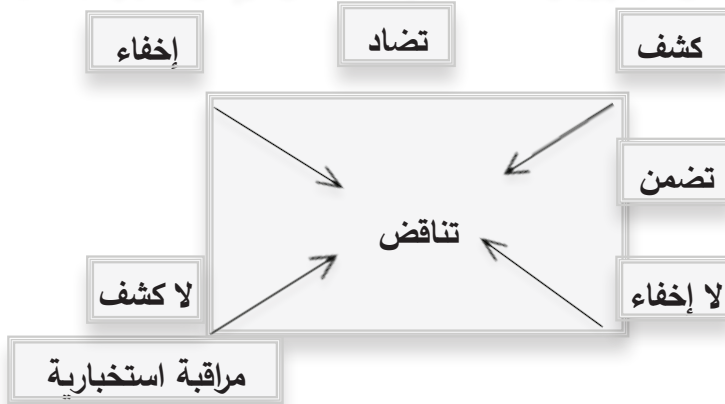 كشف
تضاد
إخفاء
تضمن
تناقض
لا إخفاء
لا كشف
مراقبة استخبارية